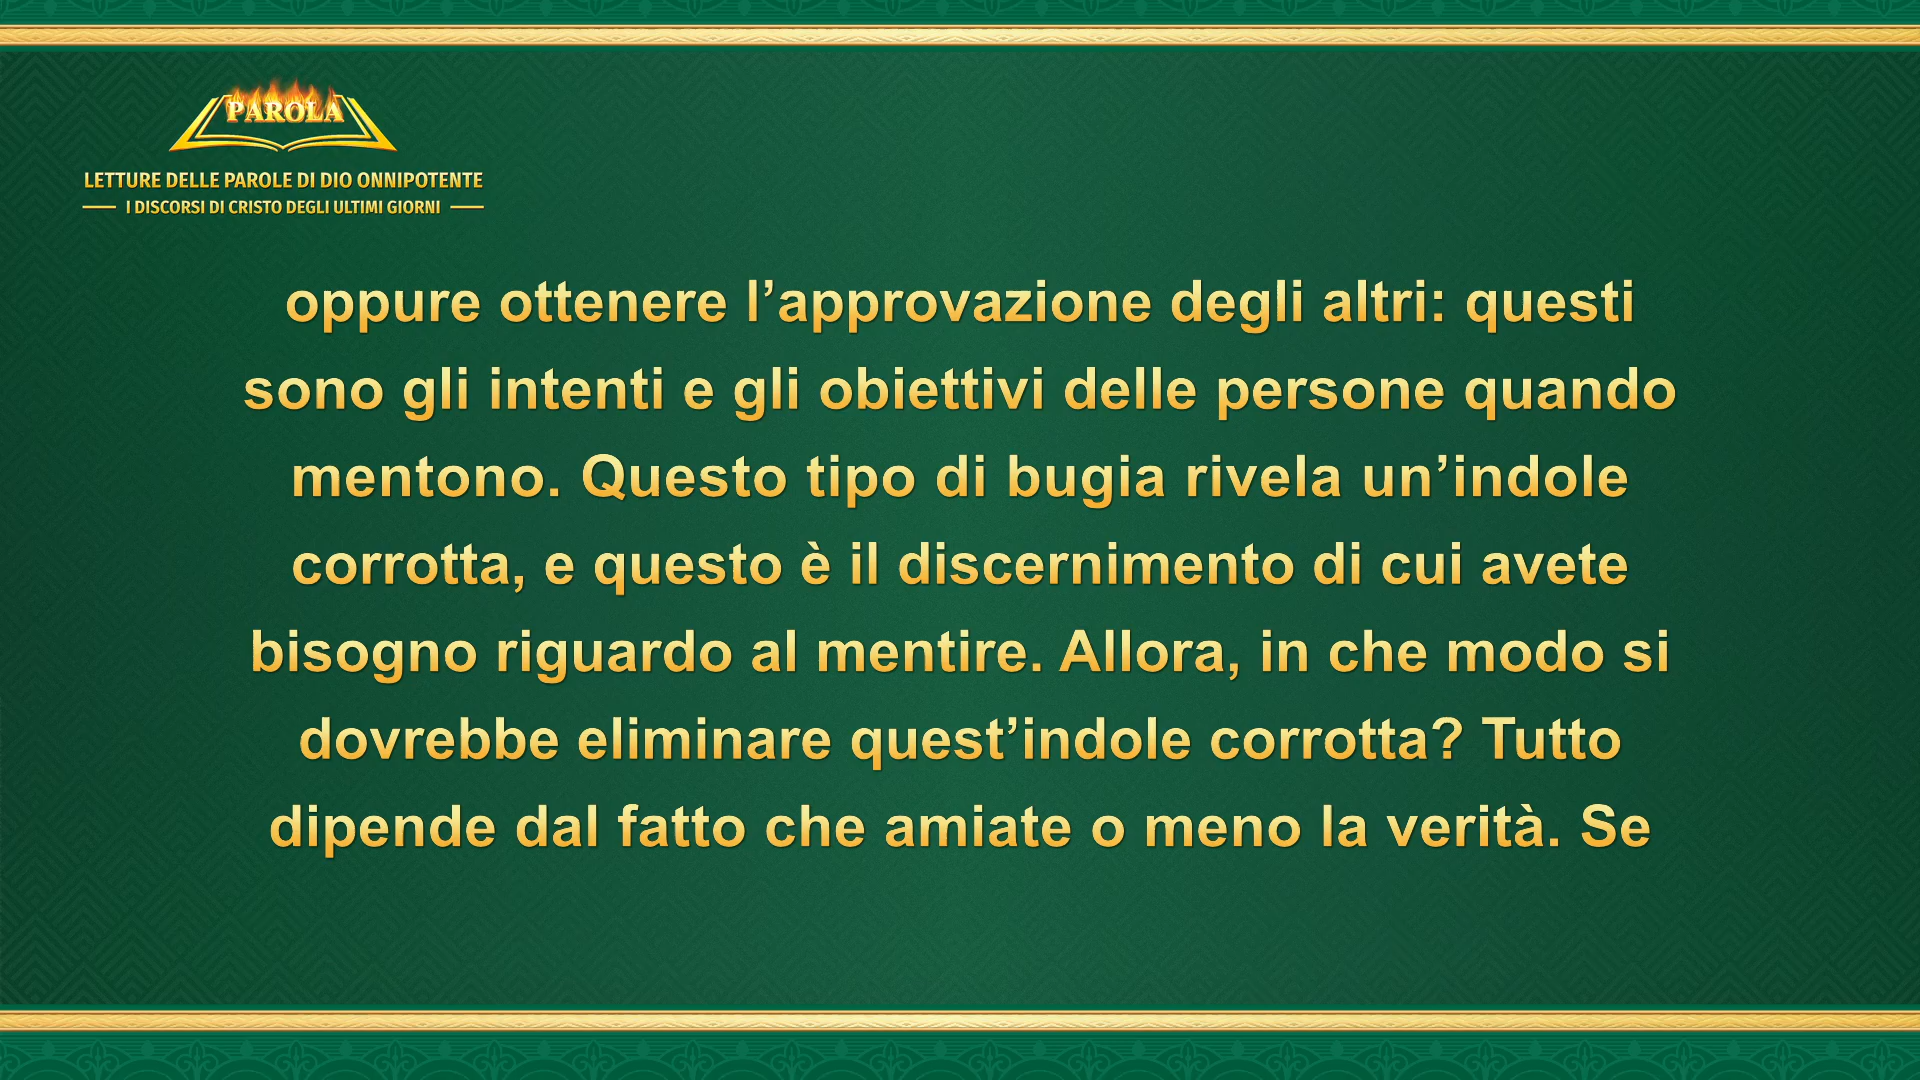 PAROLA
LETTURE DELLE PAROLE DI DIO ONNIPOTENTE
I DISCORSI DI CRISTO DEGLI ULTIMI GIORNI
oppure ottenere l’approvazione degli altri: questi
sono gli intenti e gli obiettivi delle persone quando
mentono. Questo tipo di bugia rivela un’indole
corrotta, e questo è il discernimento di cui avete
bisogno riguardo al mentire. Allora, in che modo si
dovrebbe eliminare quest’indole corrotta? Tutto
dipende dal fatto che amiate o meno la verità. Se